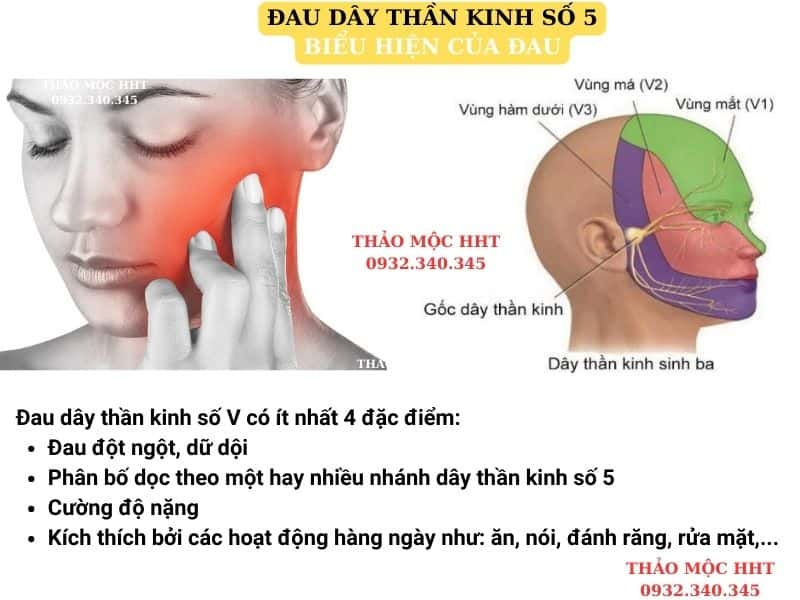 ĐAU DÂY THẦN KINH SỐ 5
BIỂU HIỆN CỦA ĐAU
THẢO MỘC HHT
0932.340.345
Vùng má (V2)
Vùng hàm dưới (V3)
Vùng mắt (V1)
THẢO MỘC HHT
0932.340.345
Gốc dây thần kinh
Dây thần kinh sinh ba
THẢ
Đau dây thần kinh số V có ít nhất 4 đặc điểm:
• Đau đột ngột, dữ dội
• Phân bố dọc theo một hay nhiều nhánh dây thần kinh số 5
• Cường độ nặng
• Kích thích bởi các hoạt động hàng ngày như: ăn, nói, đánh răng, rửa mặt,...
THẢO MỘC HHT
0932.340.345